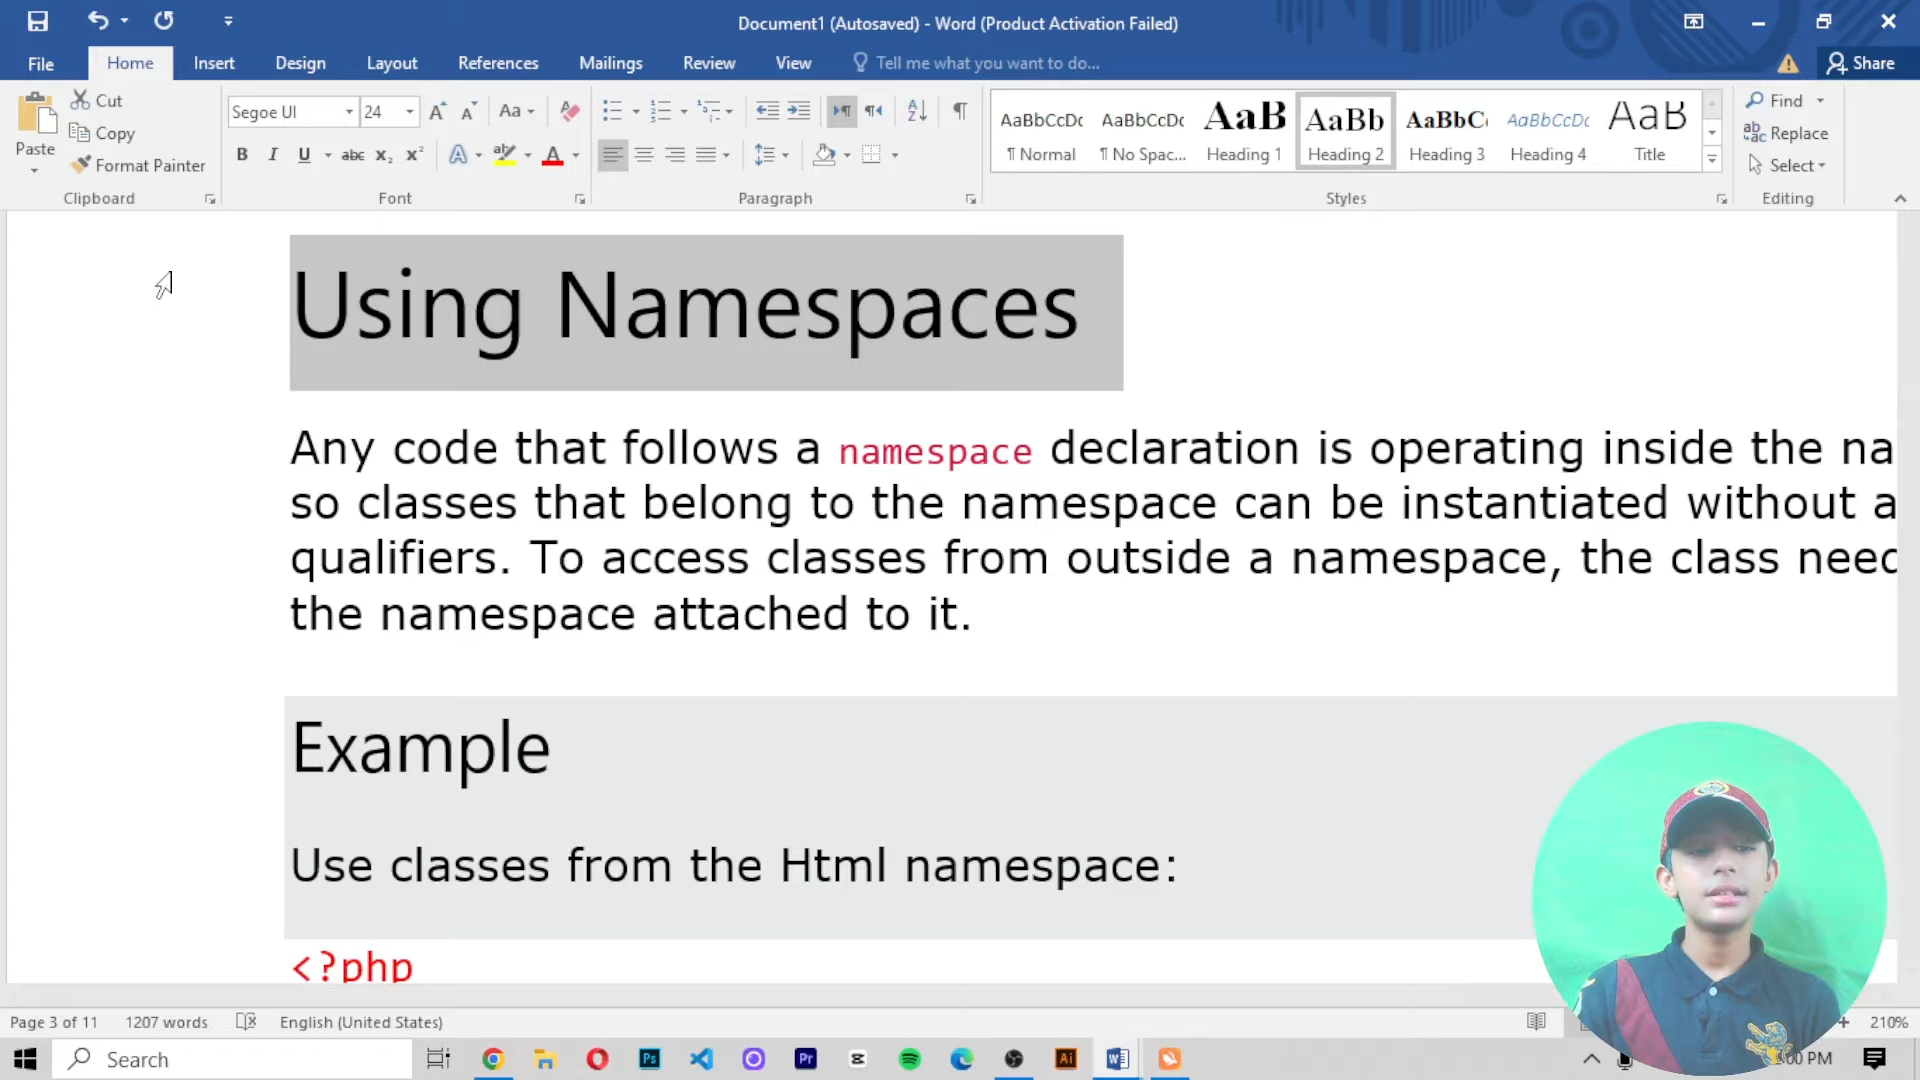 Document1 (Autosaved) - Word (Product Activation Failed)
File Home Insert Design Layout References Mailings Review View Tell me what you want to do... Share
Paste
Cut
Copy
Format Painter
Clipboard
Segoe UI 24
Font
Paragraph
AaBbCcDc AaBbCcDc AaB AaBb AaBbC AaBbCcDc AaB
¶ Normal ¶ No Spac... Heading 1 Heading 2 Heading 3 Heading 4 Title
Styles
Find
Replace
Select
Editing
Using Namespaces
Any code that follows a namespace declaration is operating inside the na
so classes that belong to the namespace can be instantiated without a
qualifiers. To access classes from outside a namespace, the class need
the namespace attached to it.
Example
Use classes from the Html namespace:
<?php
Page 3 of 11 1207 words English (United States) 210%
Search
:00 PM